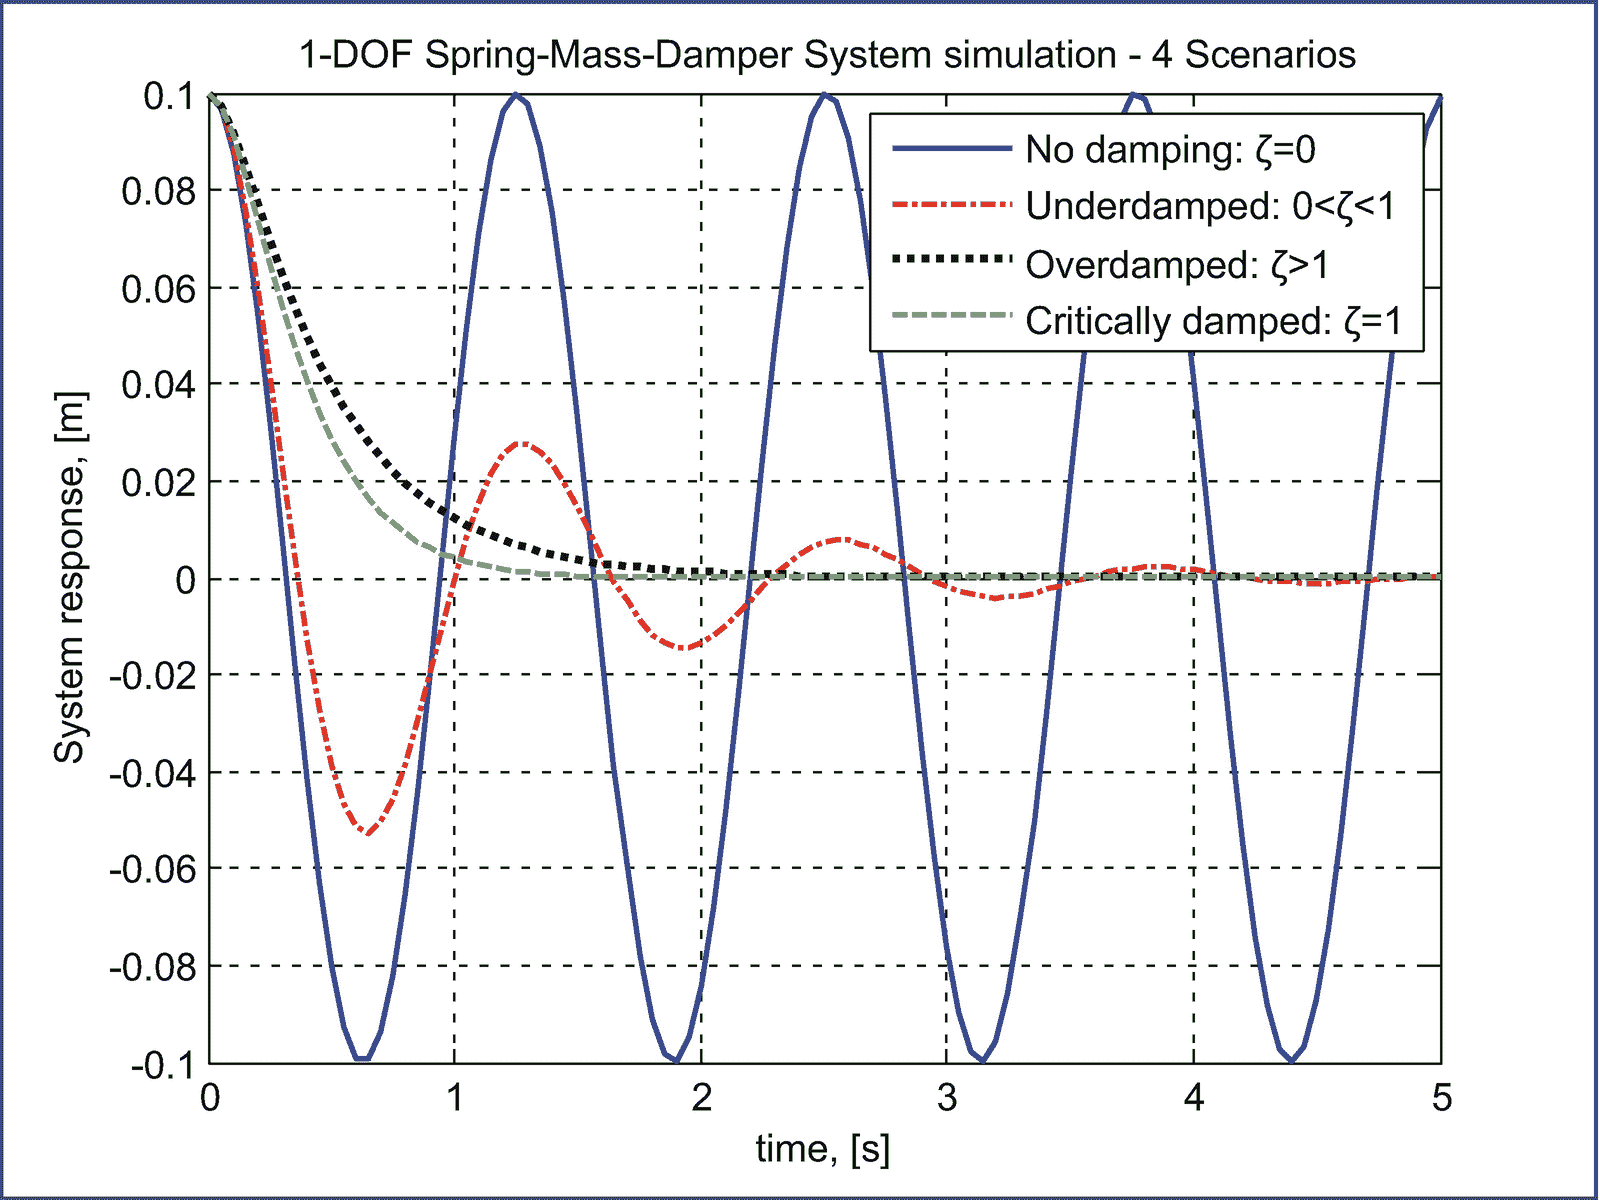 1-DOF Spring-Mass-Damper System simulation - 4 Scenarios
0.1
0.08
0.06
0.04
0.02
0
-0.02
-0.04
-0.06
-0.08
-0.1
System response, [m]
No damping: ζ=0
Underdamped: 0<ζ<1
Overdamped: ζ>1
Critically damped: ζ=1
0 1 2 3 4 5
time, [s]